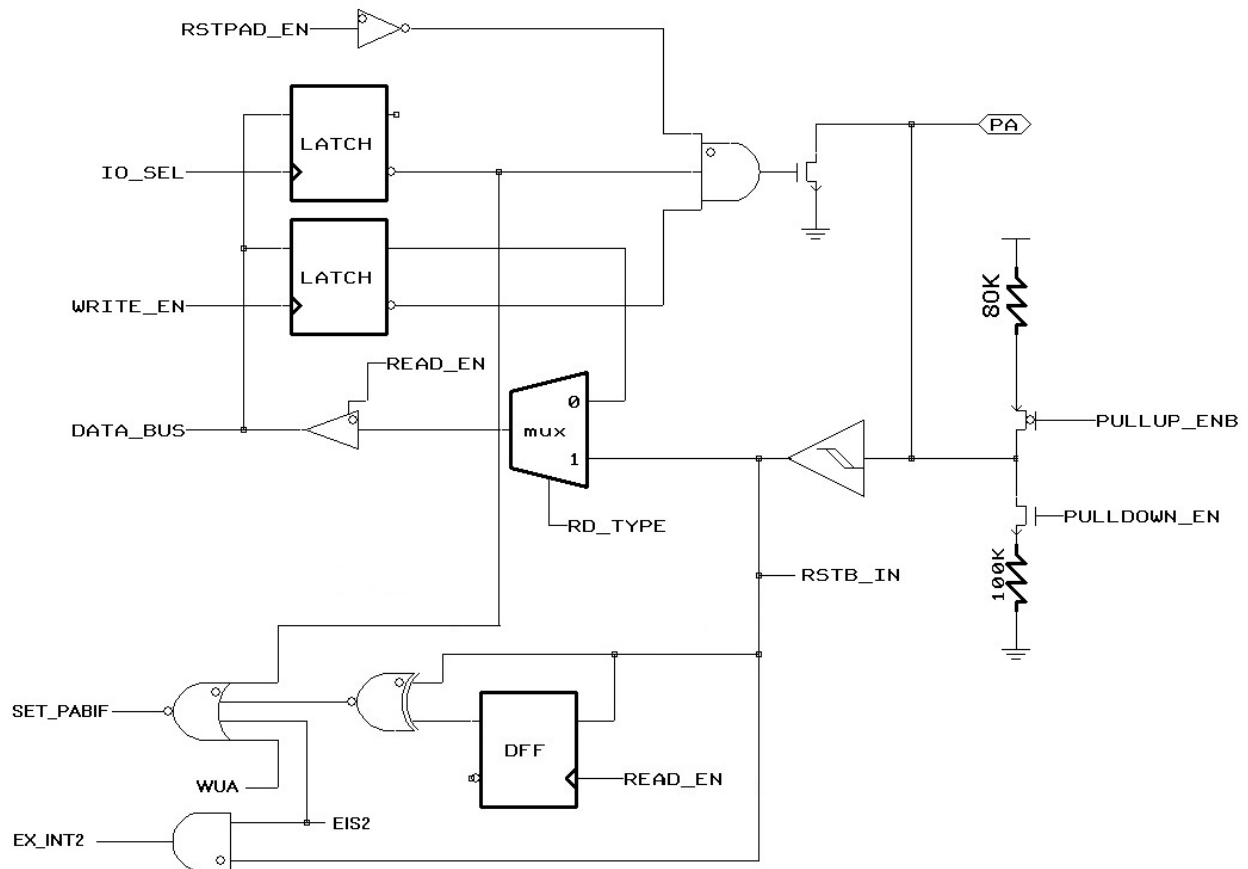 RSTPAD_EN
PA
LATCH
IO_SEL
LATCH
WRITE_EN
80K
READ_EN
0
DATA_BUS
mux
PULLUP_ENB
1
PULLDOWN_EN
RD_TYPE
100K
RSTB_IN
SET_PABIF
DFF
READ_EN
WUA
EIS2
EX_INT2